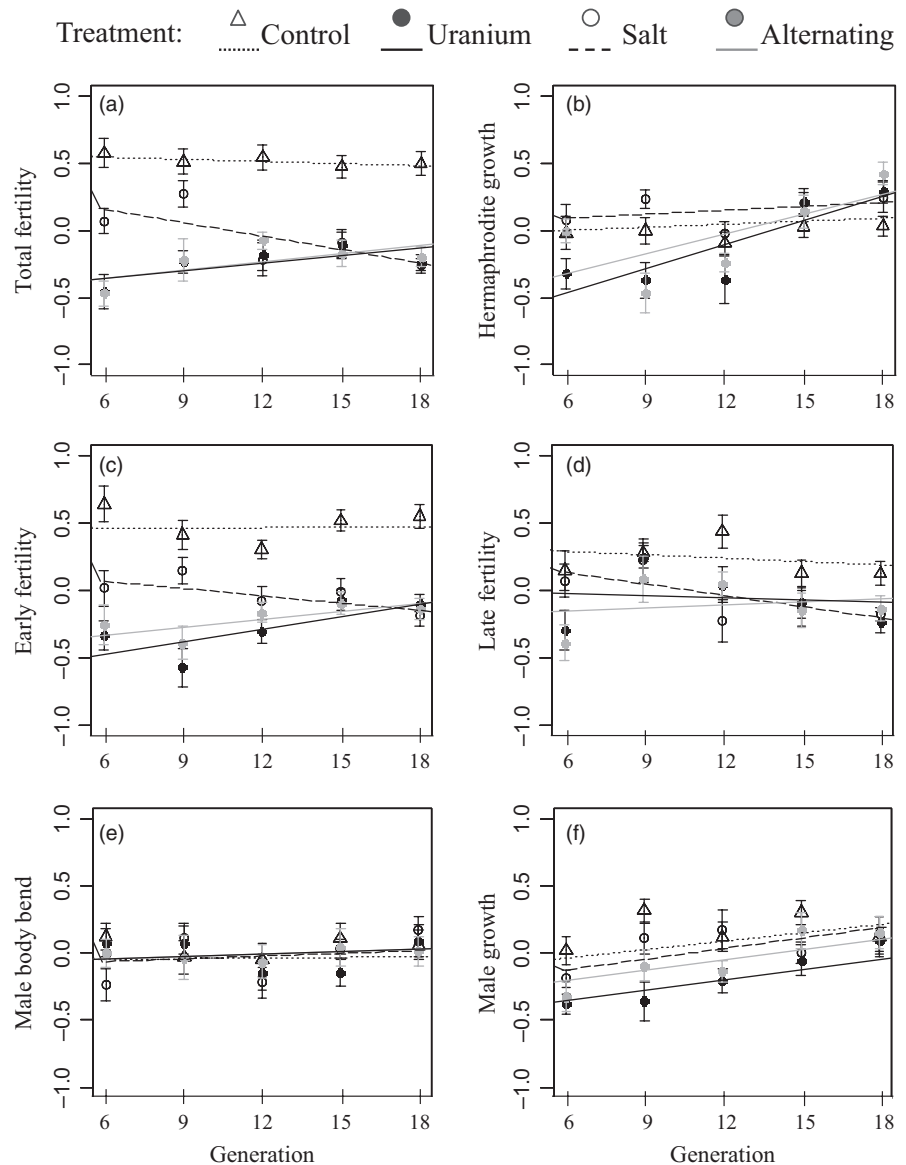 Treatment: Control Uranium Salt Alternating
(a)
Total fertility
1.0
0.5
0.0
−0.5
−1.0
6 9 12 15 18
(b)
Hermaphrodite growth
1.0
0.5
0.0
−0.5
−1.0
6 9 12 15 18
(c)
Early fertility
1.0
0.5
0.0
−0.5
−1.0
6 9 12 15 18
(d)
Late fertility
1.0
0.5
0.0
−0.5
−1.0
6 9 12 15 18
(e)
Male body bend
1.0
0.5
0.0
−0.5
−1.0
6 9 12 15 18
Generation
(f)
Male growth
1.0
0.5
0.0
−0.5
−1.0
6 9 12 15 18
Generation